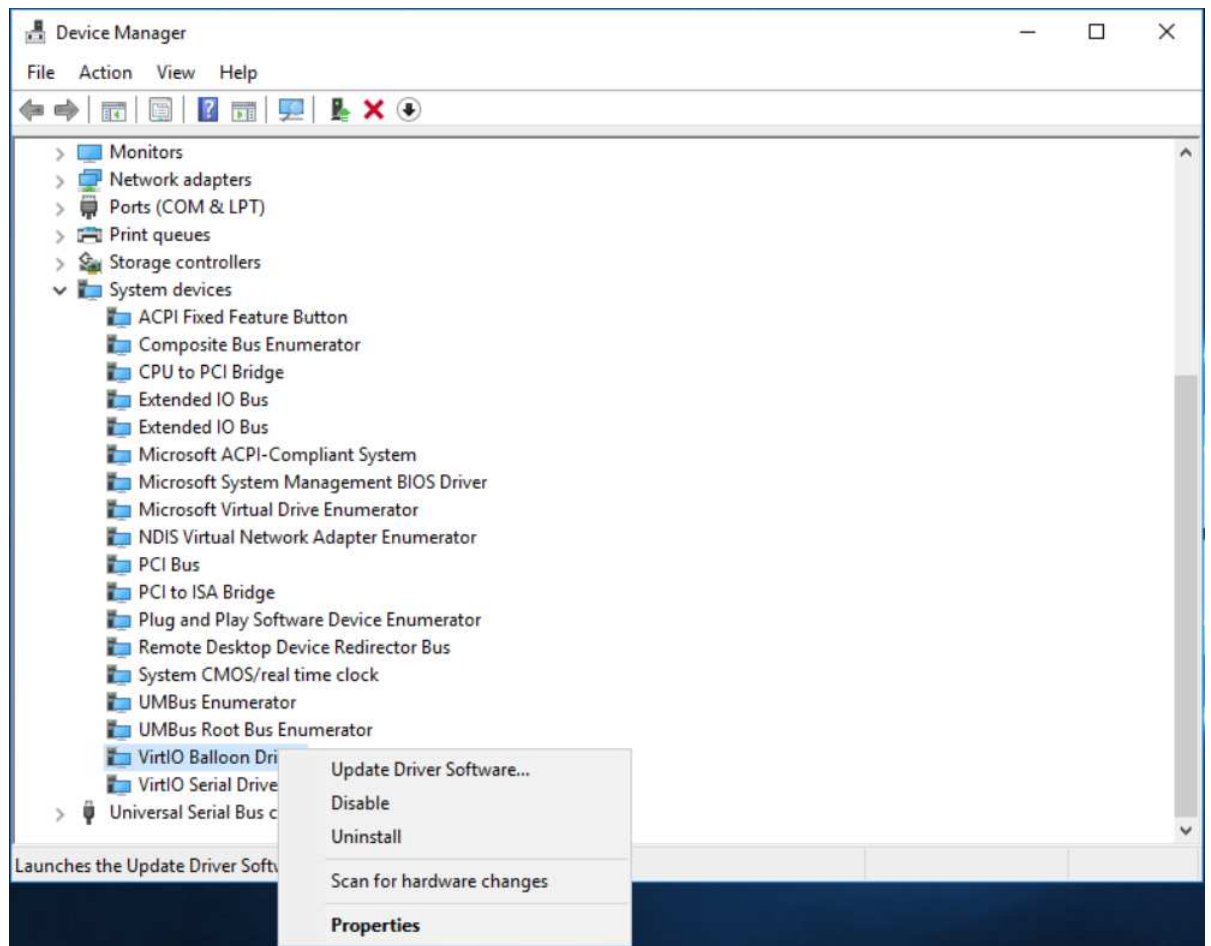 Device Manager
File Action View Help
Monitors
Network adapters
Ports (COM & LPT)
Print queues
Storage controllers
System devices
ACPI Fixed Feature Button
Composite Bus Enumerator
CPU to PCI Bridge
Extended IO Bus
Extended IO Bus
Microsoft ACPI-Compliant System
Microsoft System Management BIOS Driver
Microsoft Virtual Drive Enumerator
NDIS Virtual Network Adapter Enumerator
PCI Bus
PCI to ISA Bridge
Plug and Play Software Device Enumerator
Remote Desktop Device Redirector Bus
System CMOS/real time clock
UMBus Enumerator
UMBus Root Bus Enumerator
VirtIO Balloon Dri
VirtIO Serial Drive
Universal Serial Bus c
Update Driver Software...
Disable
Uninstall
Scan for hardware changes
Properties
Launches the Update Driver Softw